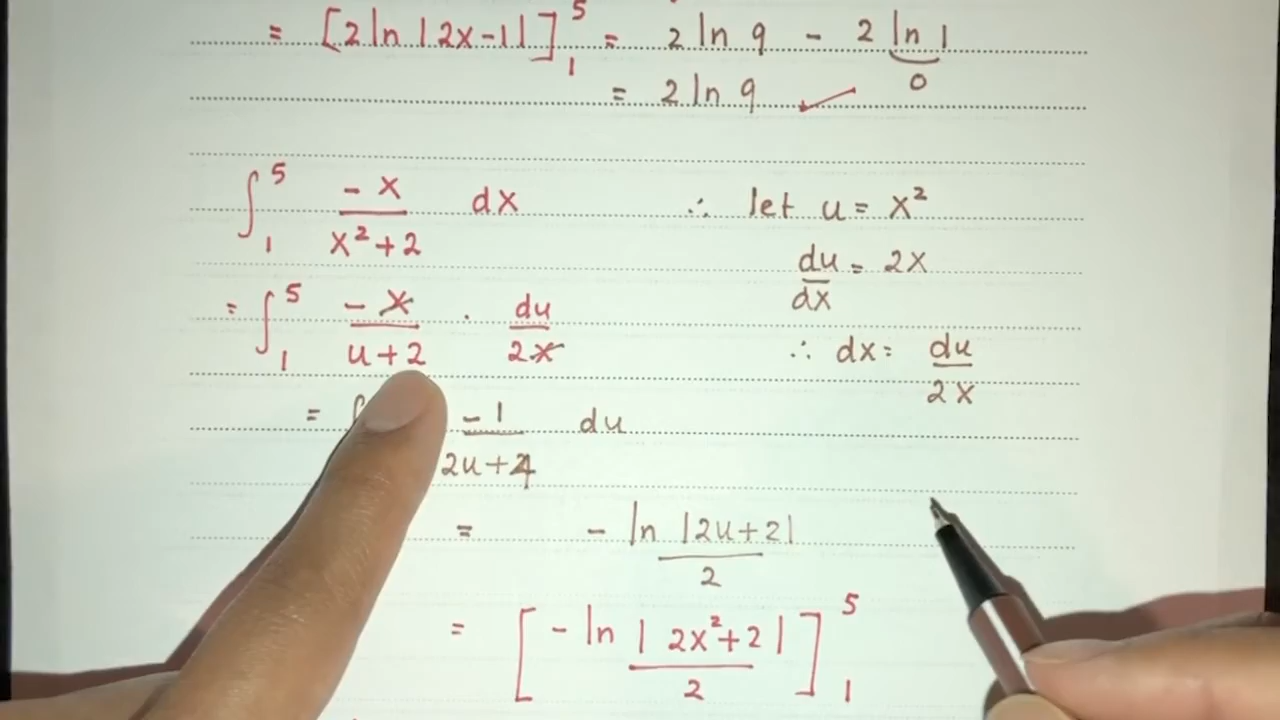 = [2 ln |2x-1|]₁⁵ = 2 ln 9 - 2 ln 1
0
= 2 ln 9 ✓
∫₁⁵ -x/(x²+2) dx ∴ let u = x²
du/dx = 2x
= ∫₁⁵ -x/(u+2) · du/2x ∴ dx = du/2x
= ∫ -1/(2u+4) du
= -ln |2u+2|/2
= [-ln |2x²+2|/2]₁⁵